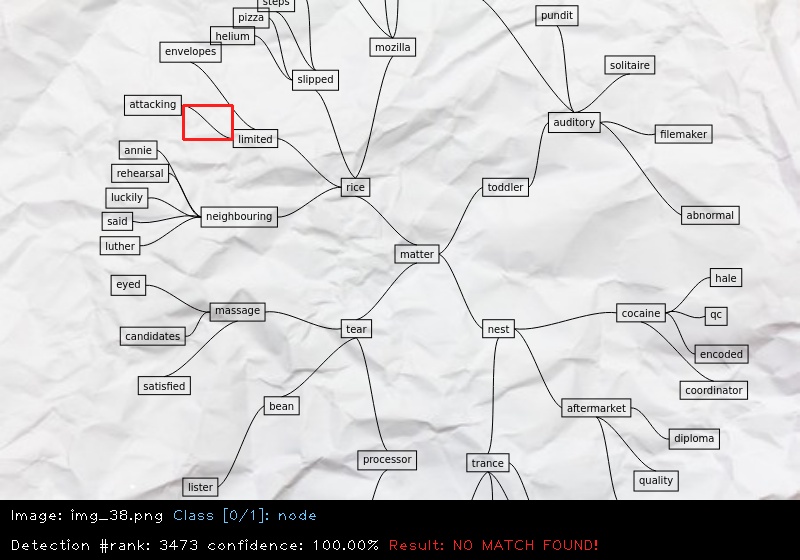 steps
pizza
pundit
helium
mozilla
envelopes
solitaire
slipped
attacking
auditory
limited
filemaker
annie
rehearsal
rice
toddler
luckily
said
neighbouring
abnormal
luther
matter
hale
eyed
massage
cocaine
qc
candidates
tear
nest
encoded
satisfied
coordinator
bean
aftermarket
diploma
processor
trance
quality
lister
Image: img_38.png Class [0/1]: node
Detection #rank: 3473 confidence: 100.00% Result: NO MATCH FOUND!